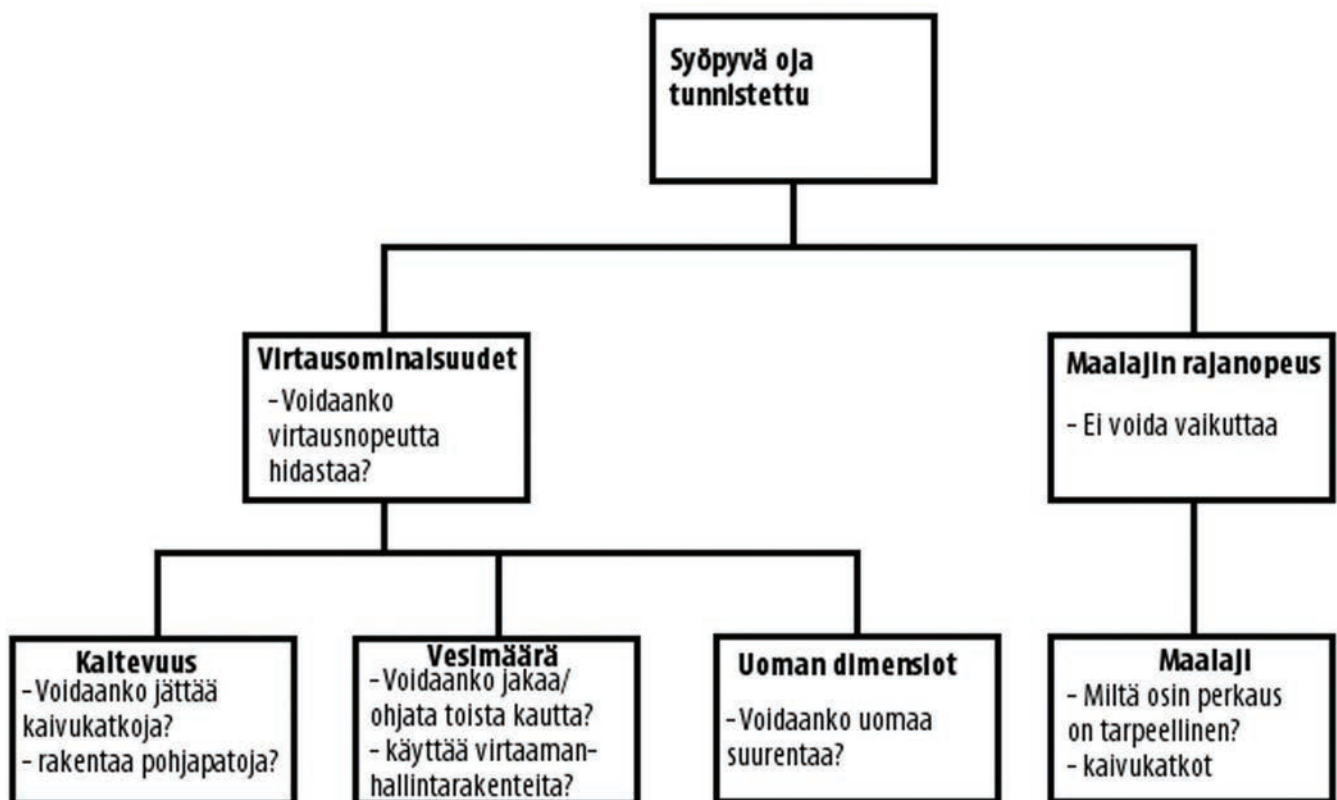 Syöpyvä oja
tunnistettu
Virtausominaisuudet
-Voidaanko
virtausnopeutta
hidastaa?
Maalajin rajanopeus
- Ei voida vaikuttaa
Kaltevuus
-Voidaanko jättää
kaivukatkoja?
- rakentaa pohjapatoja?
Vesimäärä
-Voidaanko jakaa/
ohjata toista kautta?
- käyttää virtaaman-
hallintarakenteita?
Uoman dimensiot
-Voidaanko uomaa
suurentaa?
Maalaji
- Miltä osin perkaus
on tarpeellinen?
- kaivukatkot